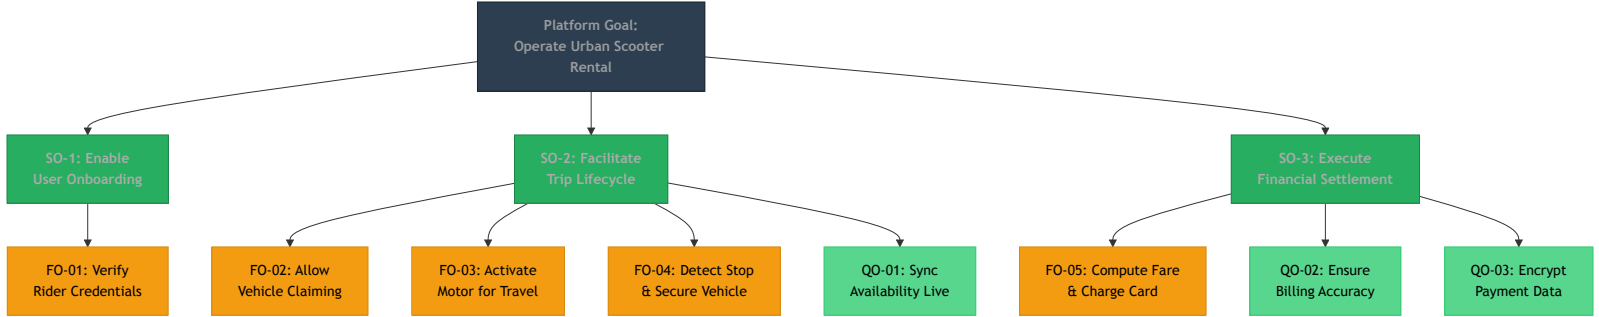 Platform Goal:
Operate Urban Scooter
Rental
SO-1: Enable
User Onboarding
SO-2: Facilitate
Trip Lifecycle
SO-3: Execute
Financial Settlement
FO-01: Verify
Rider Credentials
FO-02: Allow
Vehicle Claiming
FO-03: Activate
Motor for Travel
FO-04: Detect Stop
& Secure Vehicle
QO-01: Sync
Availability Live
FO-05: Compute Fare
& Charge Card
QO-02: Ensure
Billing Accuracy
QO-03: Encrypt
Payment Data